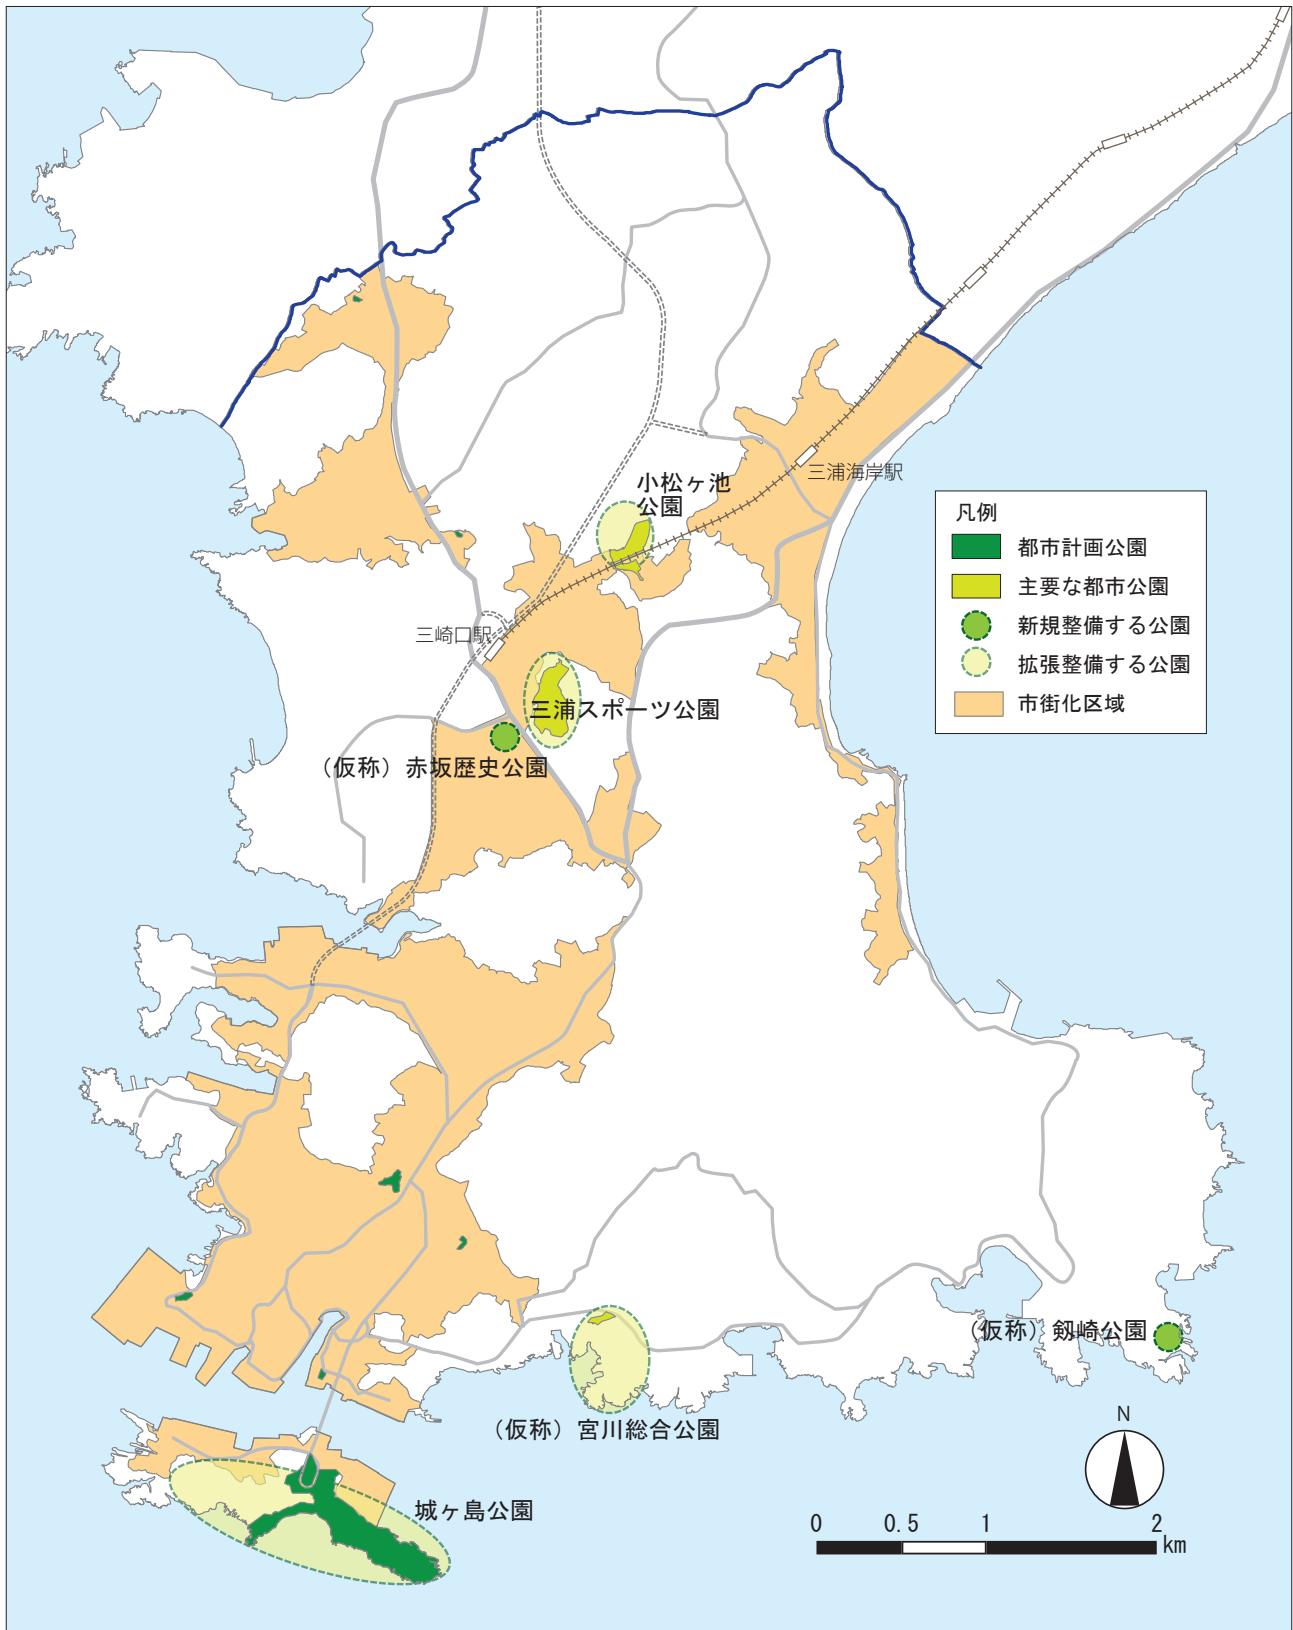 小松ヶ池
公園
三浦海岸駅
凡例
都市計画公園
主要な都市公園
新規整備する公園
拡張整備する公園
市街化区域
三崎口駅
三浦スポーツ公園
（仮称）赤坂歴史公園
（仮称）剱崎公園
（仮称）宮川総合公園
城ヶ島公園
N
0 0.5 1 2
km